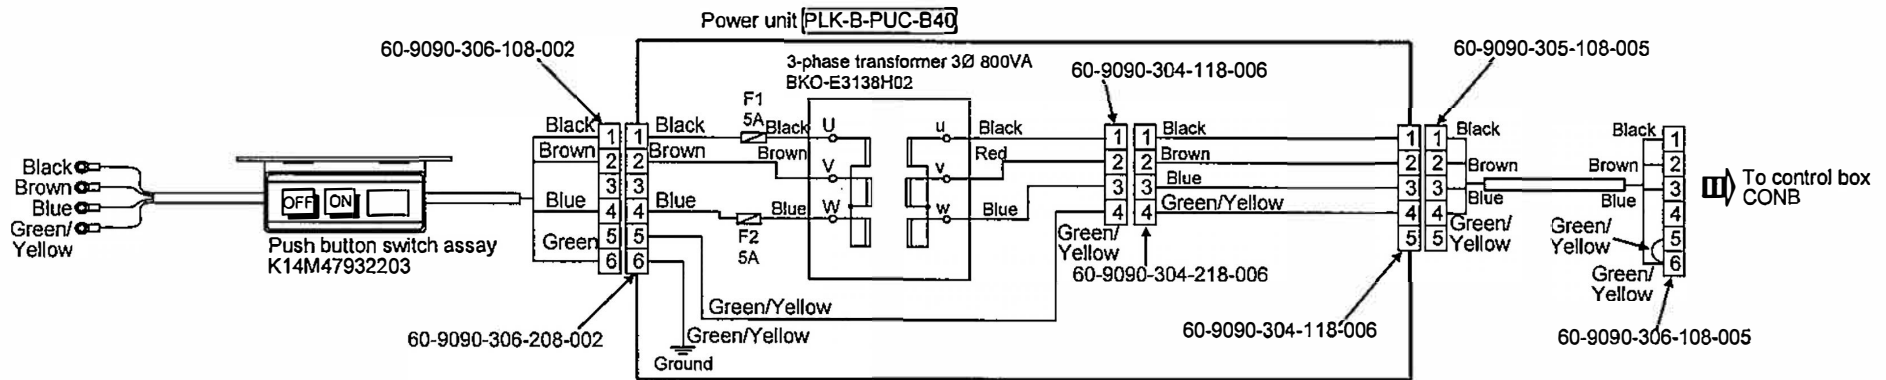 Power unit PLK-B-PUC-B40
60-9090-306-108-002
3-phase transformer 3Ø 800VA
BKO-E3138H02
60-9090-304-118-006
60-9090-305-108-005
F1
5A
Black
Brown
Blue
Green/
Yellow
OFF
ON
Push button switch assay
K14M47932203
Black
Brown
Blue
Green
1
2
3
4
5
6
1
2
3
4
5
6
Black
Brown
Blue
Black
Brown
Blue
F2
5A
U
V
W
u
v
w
Black
Red
Blue
Green/
Yellow
1
2
3
4
1
2
3
4
Black
Brown
Blue
Green/Yellow
60-9090-304-218-006
1
2
3
4
5
1
2
3
4
5
Black
Brown
Blue
Green/
Yellow
Black
Brown
Blue
Green/
Yellow
Green/
Yellow
1
2
3
4
5
6
To control box
CONB
Green/Yellow
Green/Yellow
Ground
60-9090-306-208-002
60-9090-304-118-006
60-9090-306-108-005